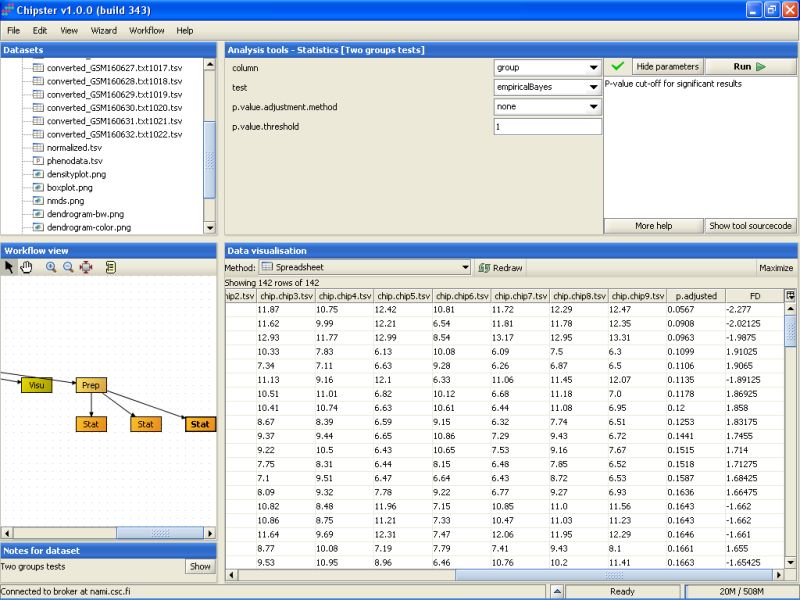 Chipster v1.0.0 (build 343)
File Edit View Wizard Workflow Help
Datasets
converted_GSM160627.txt1017.tsv
converted_GSM160628.txt1018.tsv
converted_GSM160629.txt1019.tsv
converted_GSM160630.txt1020.tsv
converted_GSM160631.txt1021.tsv
converted_GSM160632.txt1022.tsv
normalized.tsv
phenodata.tsv
densityplot.png
boxplot.png
nmds.png
dendrogram-bw.png
dendrogram-color.png
Analysis tools - Statistics [Two groups tests]
column group
test empiricalBayes
p.value.adjustment.method none
p.value.threshold 1
Hide parameters Run
P-value cut-off for significant results
More help Show tool sourcecode
Workflow view
Visu Prep
Stat Stat Stat
Notes for dataset
Two groups tests Show
Data visualisation
Method: Spreadsheet Redraw Maximize
Showing 142 rows of 142
hip2.tsv chip.chip3.tsv chip.chip4.tsv chip.chip5.tsv chip.chip6.tsv chip.chip7.tsv chip.chip8.tsv chip.chip9.tsv p.adjusted FD
11.87 10.75 12.42 10.81 11.72 12.29 12.47 0.0567 -2.277
11.62 9.99 12.21 6.54 11.81 11.78 12.35 0.0908 -2.02125
12.93 11.77 12.99 8.54 13.17 12.95 13.31 0.0963 -1.9875
10.33 7.83 6.13 10.08 6.09 7.5 6.3 0.1099 1.91025
7.34 7.11 6.63 9.28 6.26 6.87 6.5 0.1106 1.9065
11.13 9.16 12.1 6.33 11.06 11.45 12.07 0.1135 -1.89125
10.51 11.01 6.82 10.12 6.68 11.18 7.0 0.1178 1.86925
10.41 10.74 6.63 10.61 6.44 11.08 6.95 0.12 1.858
8.67 8.39 6.59 9.15 6.32 7.74 6.51 0.1253 1.83175
9.37 9.44 6.65 10.86 7.29 9.43 6.72 0.1441 1.7455
9.22 10.5 6.43 10.65 7.53 9.16 7.67 0.1515 1.714
7.75 8.31 6.44 8.15 6.48 7.85 6.52 0.1518 1.71275
7.1 9.51 6.47 6.64 6.43 8.72 6.53 0.1587 1.68425
8.09 9.32 7.78 9.22 6.77 9.27 6.93 0.1636 1.66475
10.82 8.48 11.96 7.15 10.85 11.0 11.56 0.1643 -1.662
10.86 8.75 11.21 7.33 10.47 11.03 11.23 0.1643 -1.662
11.64 9.69 12.31 7.47 12.06 11.95 12.29 0.1646 -1.661
8.77 10.08 7.19 7.79 7.41 9.43 8.1 0.1661 1.655
9.53 10.95 8.96 6.46 10.76 10.2 11.41 0.1663 -1.65425
Connected to broker at nami.csc.fi Ready 20M / 508M